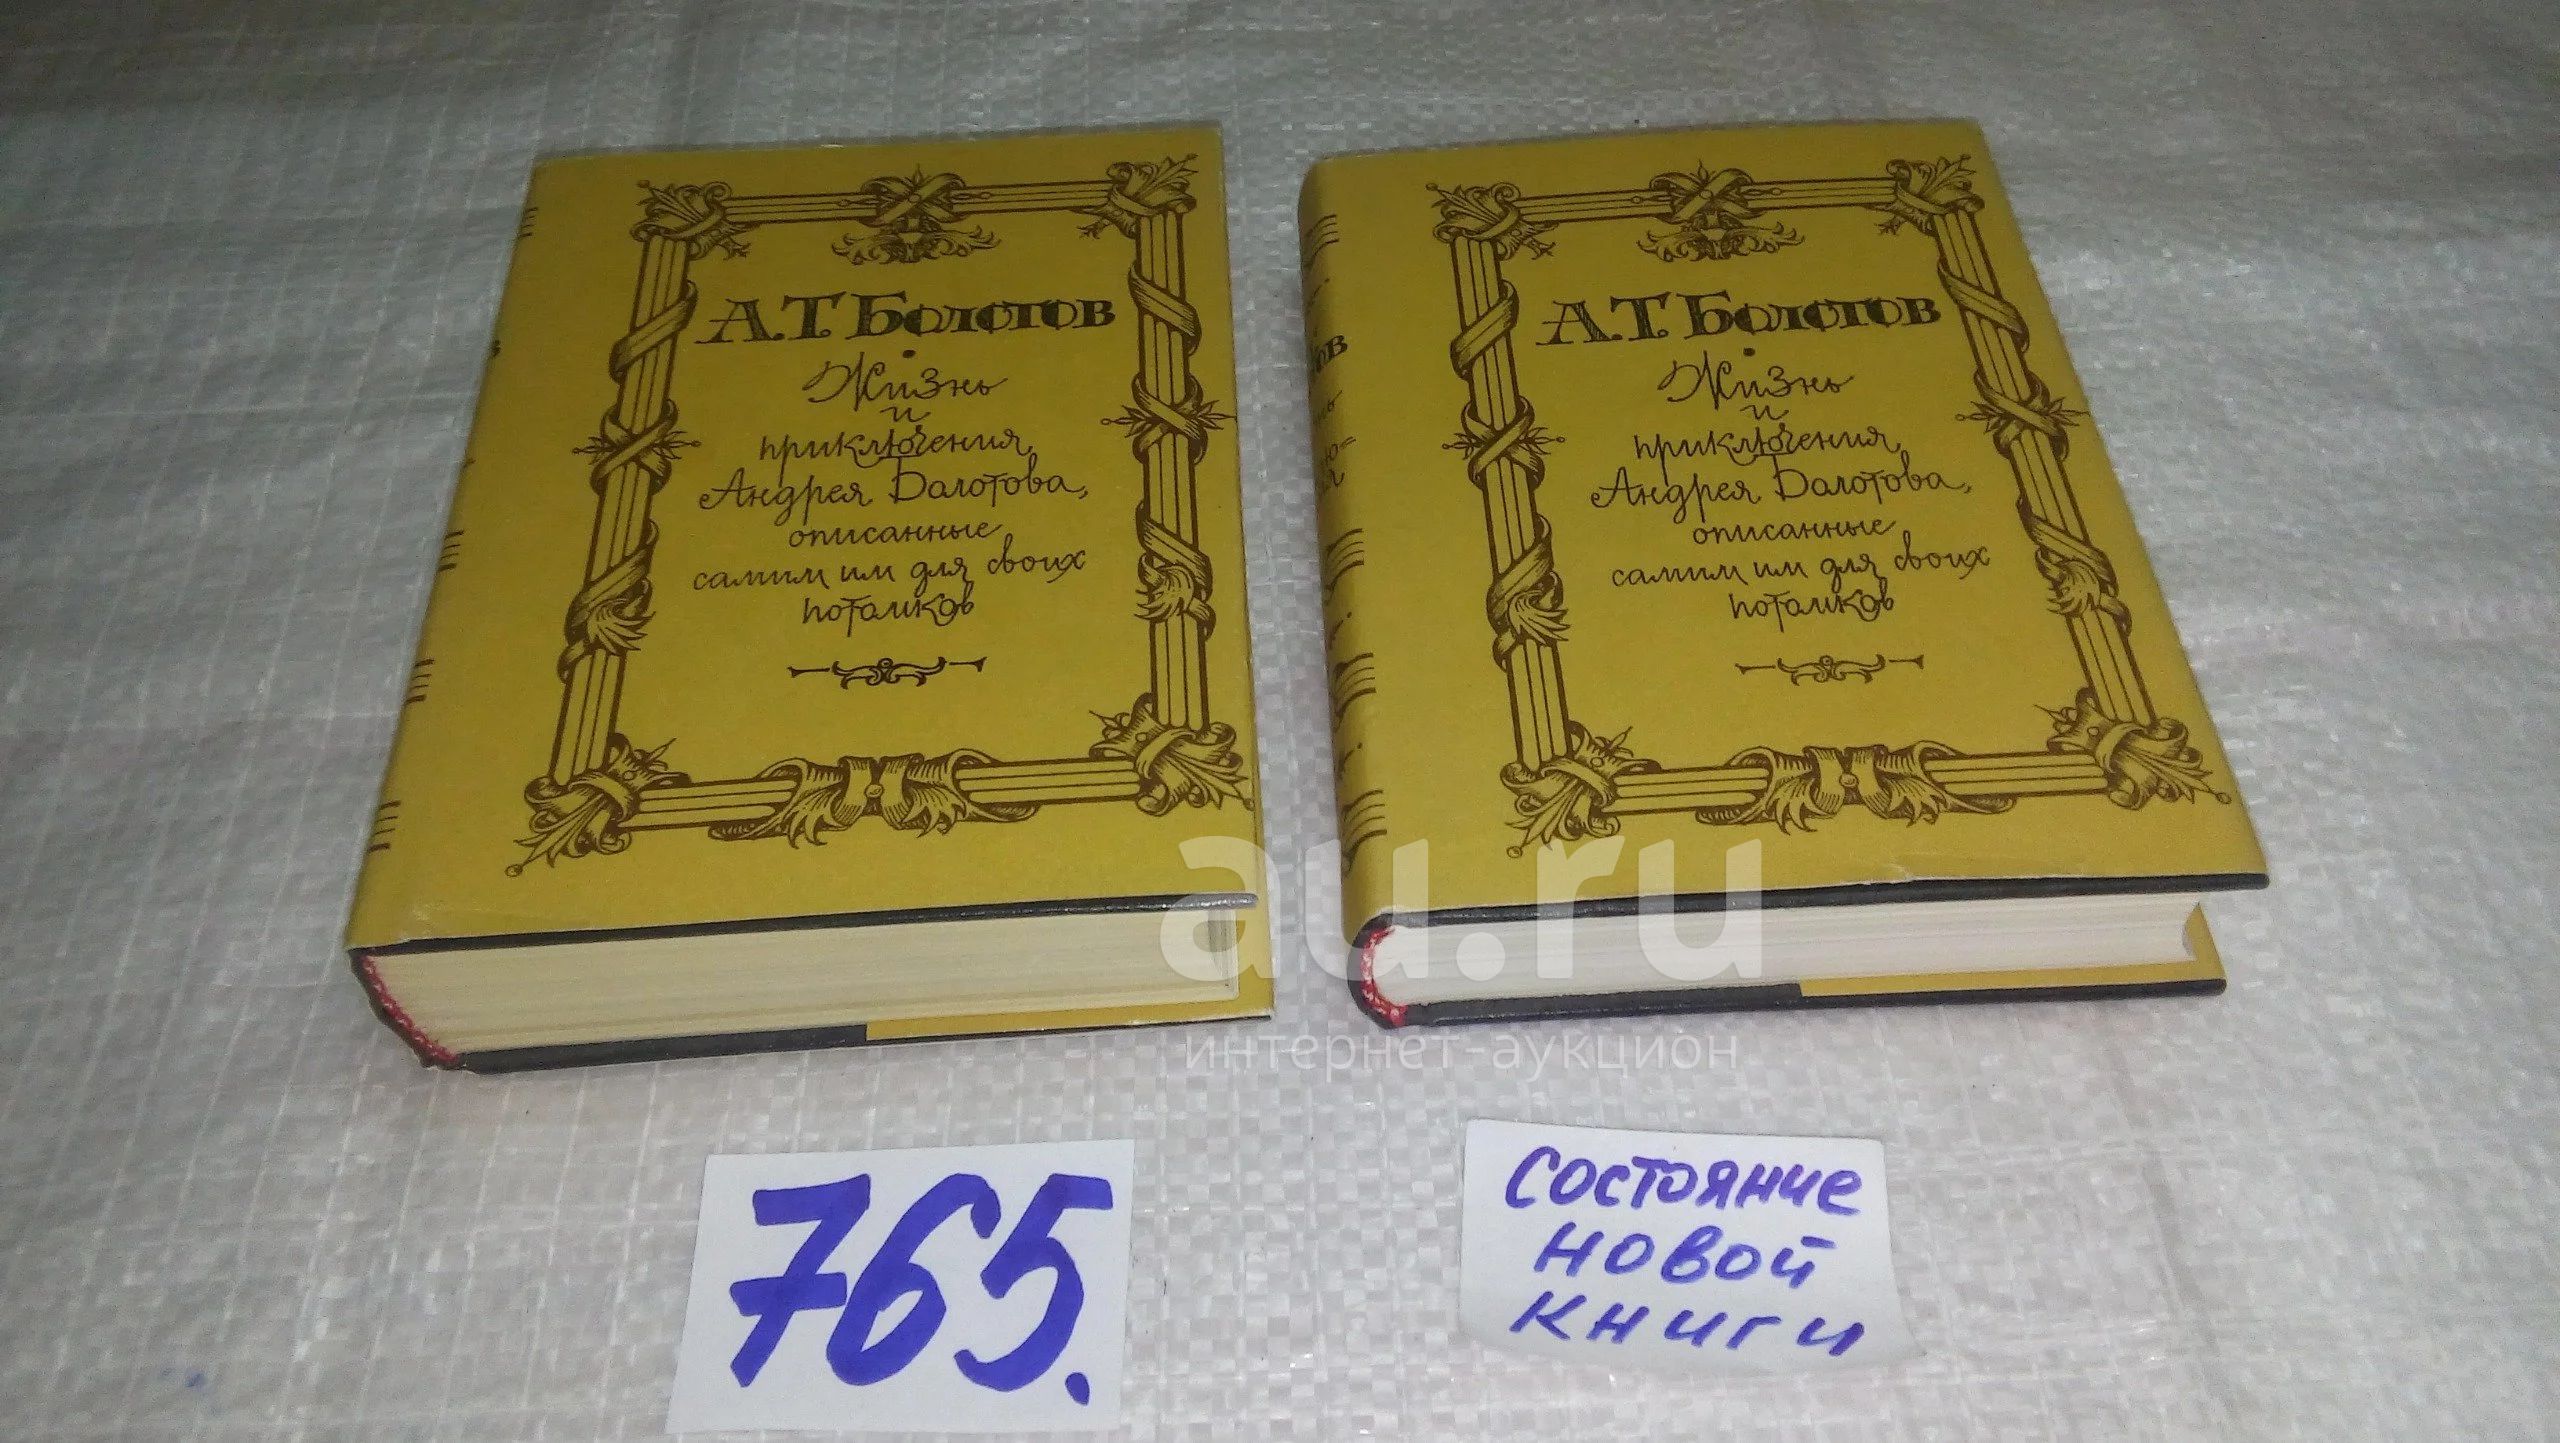 А.Т. Болотов
Жизнь
и
приключения
Андрея Болотова,
описанные
самим им для своих
потомков
А.Т. Болотов
Жизнь
и
приключения
Андрея Болотова,
описанные
самим им для своих
потомков
au.ru
интернет-аукцион
765.
СОСТОЯНИЕ
НОВОЙ
КНИГИ